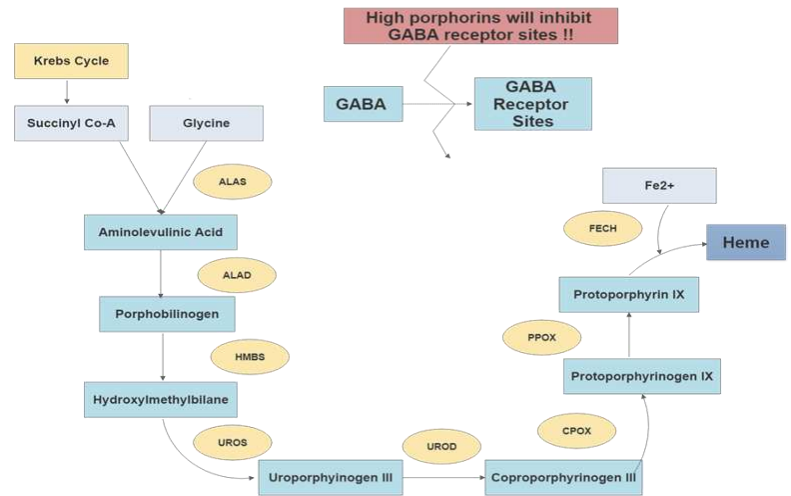 High porphorins will inhibit
GABA receptor sites !!
Krebs Cycle
GABA
GABA
Receptor
Sites
Succinyl Co-A
Glycine
ALAS
Aminolevulinic Acid
ALAD
Porphobilinogen
HMBS
Hydroxylmethylbilane
UROS
Uroporphyinogen III
UROD
Coproporphyrinogen III
CPOX
Protoporphyrinogen IX
PPOX
Protoporphyrin IX
FECH
Fe2+
Heme